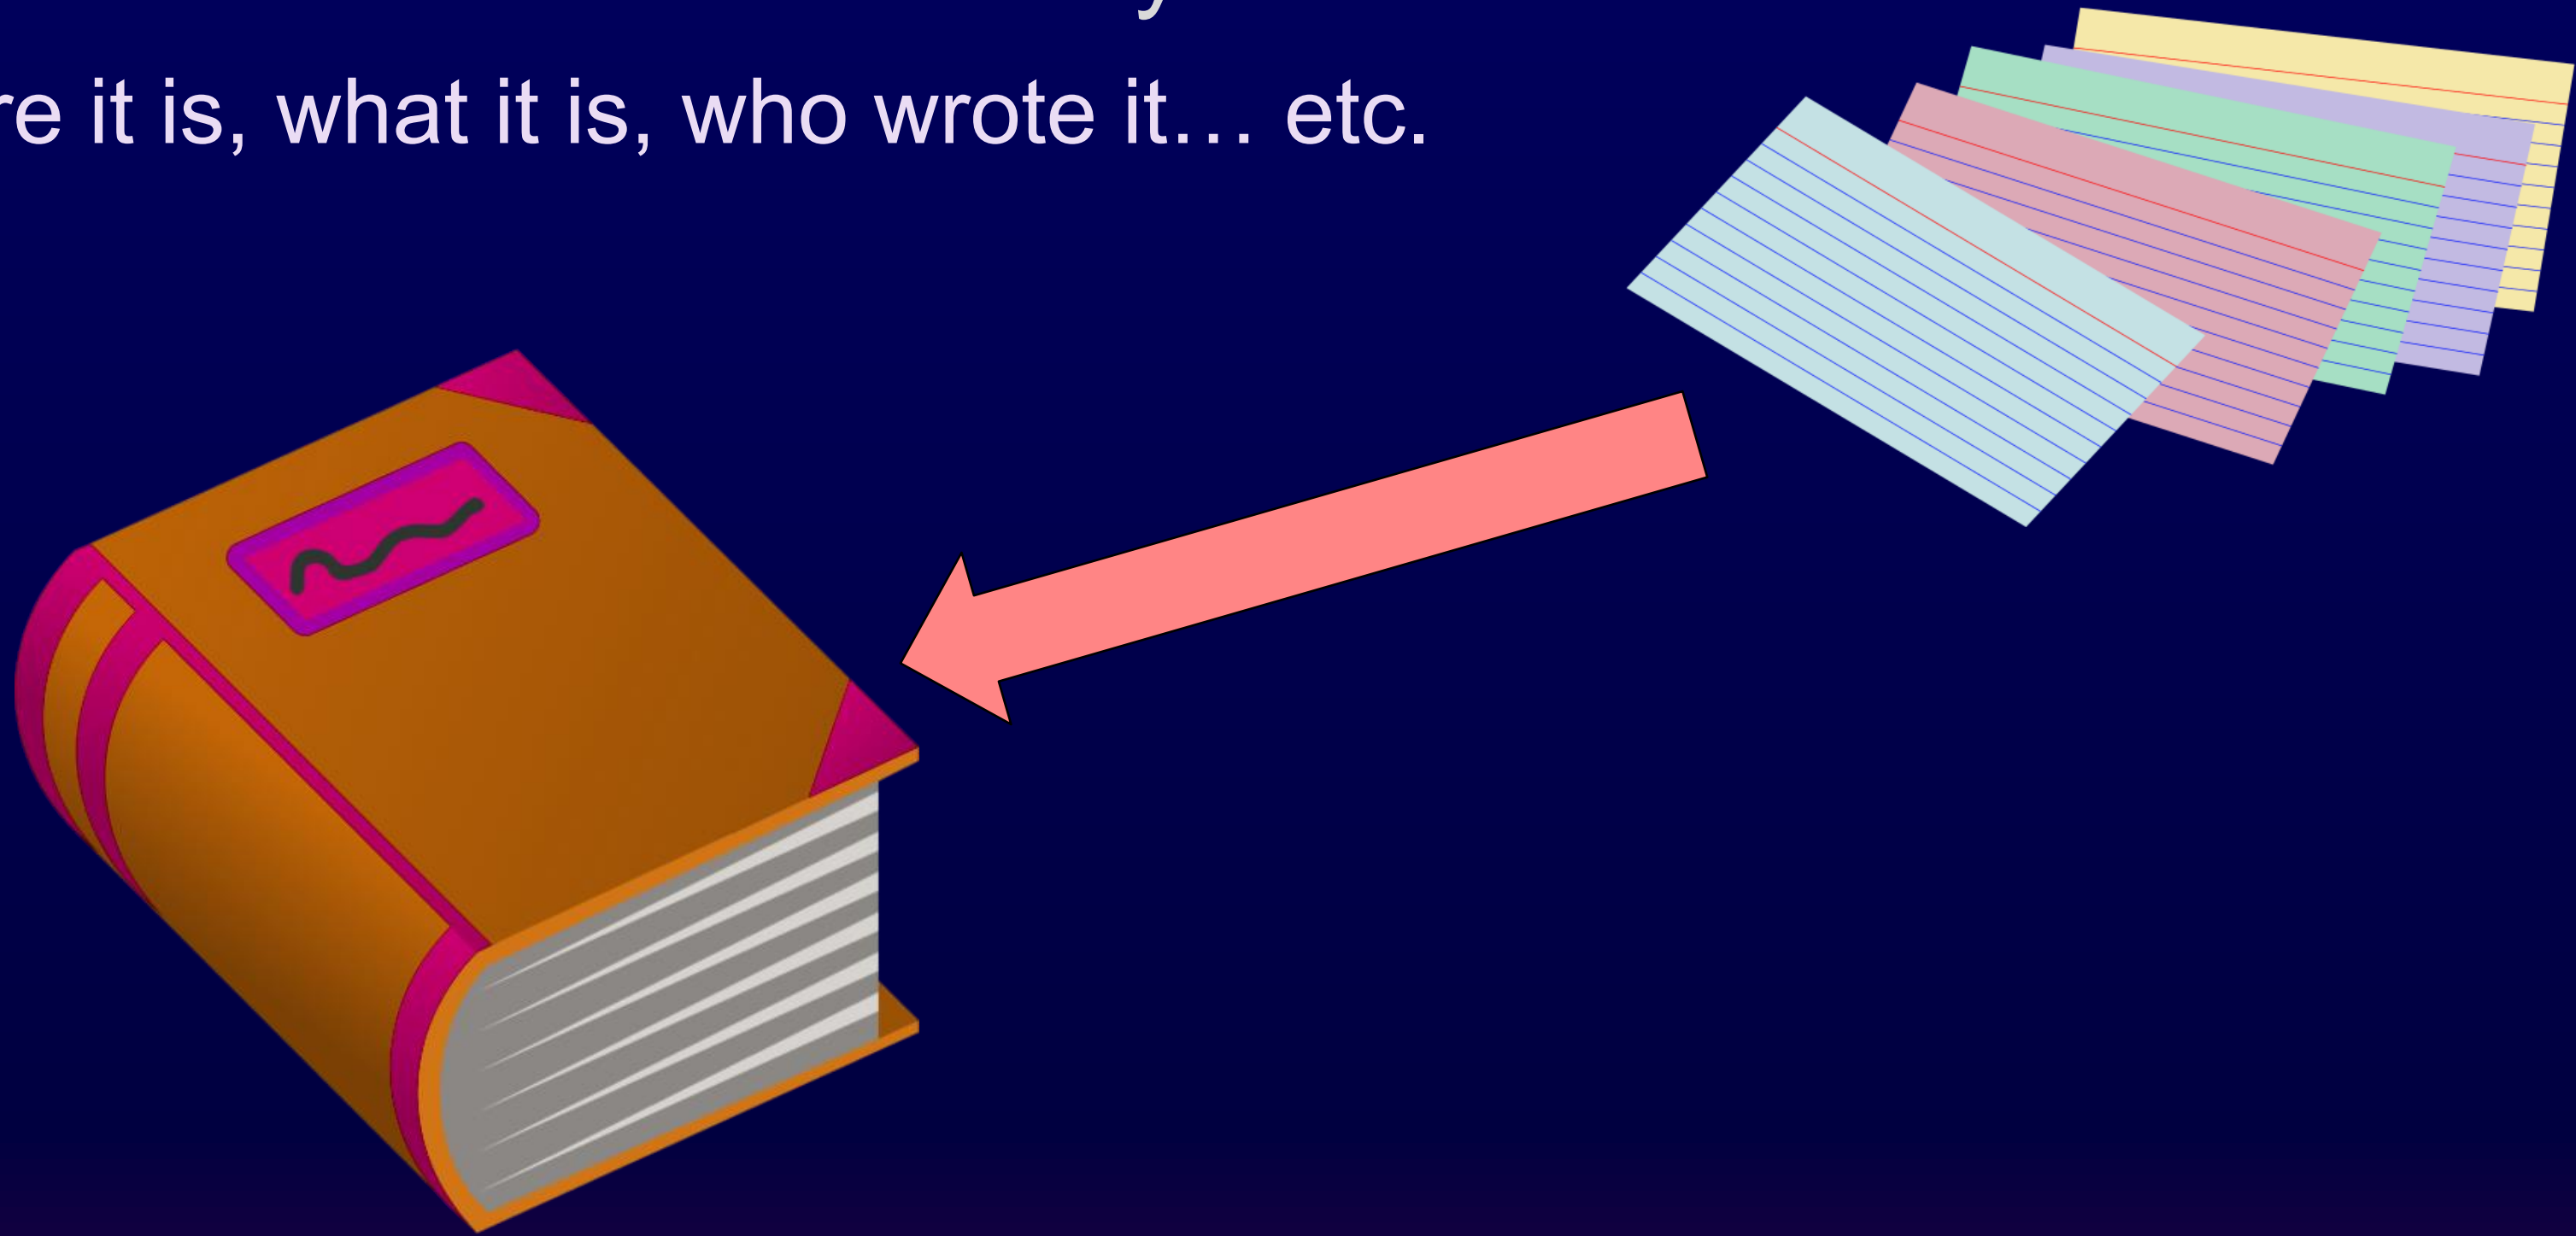 re it is, what it is, who wrote it… etc.